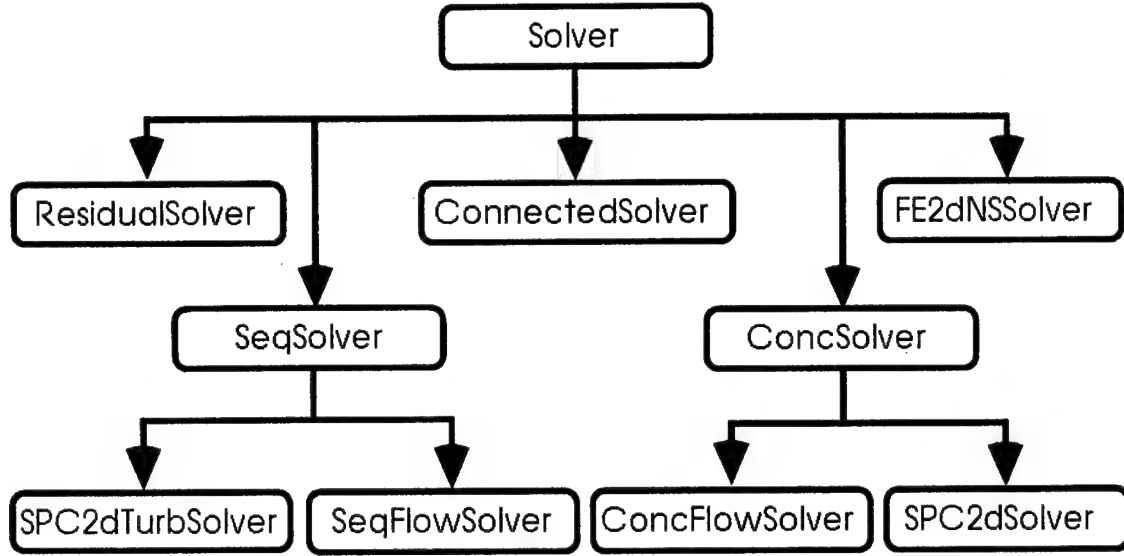 Solver
ResidualSolver
ConnectedSolver
FE2dNSSolver
SeqSolver
ConcSolver
SPC2dTurbSolver
SeqFlowSolver
ConcFlowSolver
SPC2dSolver